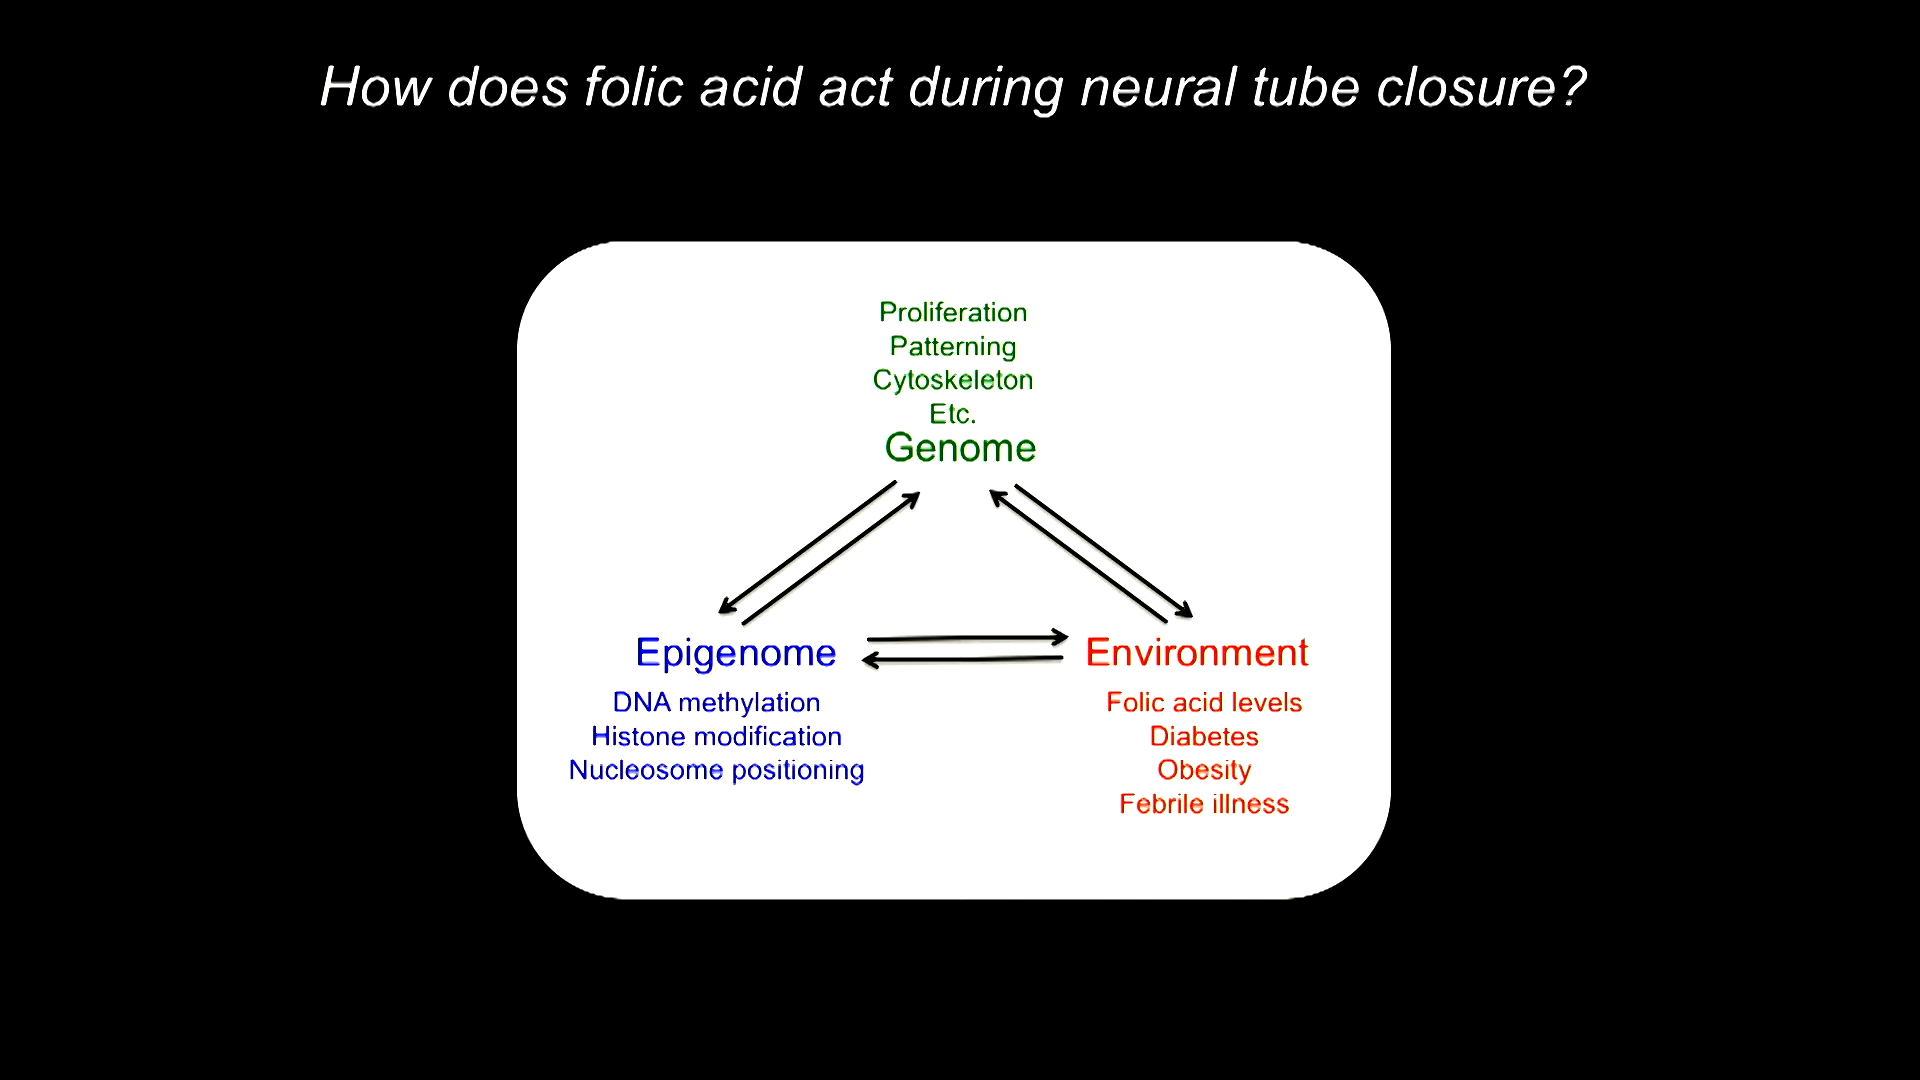 How does folic acid act during neural tube closure?
Proliferation
Patterning
Cytoskeleton
Etc.
Genome
Epigenome
DNA methylation
Histone modification
Nucleosome positioning
Environment
Folic acid levels
Diabetes
Obesity
Febrile illness